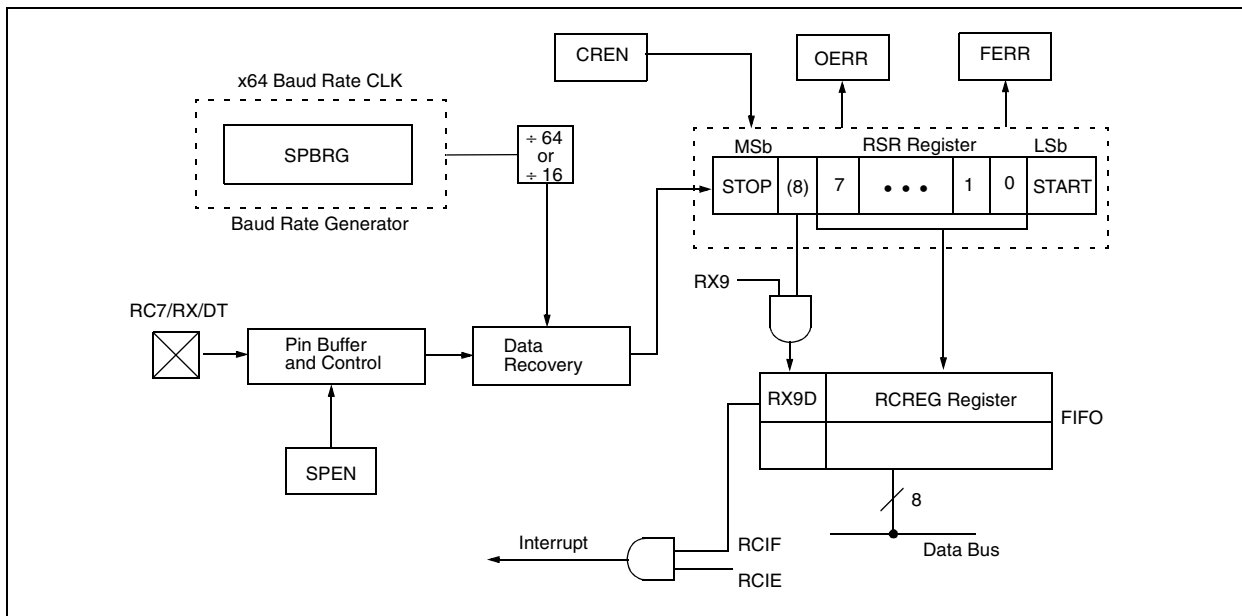 CREN
OERR
FERR
x64 Baud Rate CLK
SPBRG
÷ 64
or
÷ 16
Baud Rate Generator
MSb
RSR Register
LSb
STOP
(8)
7
• • •
1
0
START
RX9
RC7/RX/DT
Pin Buffer
and Control
Data
Recovery
SPEN
RX9D
RCREG Register
FIFO
8
Data Bus
Interrupt
RCIF
RCIE